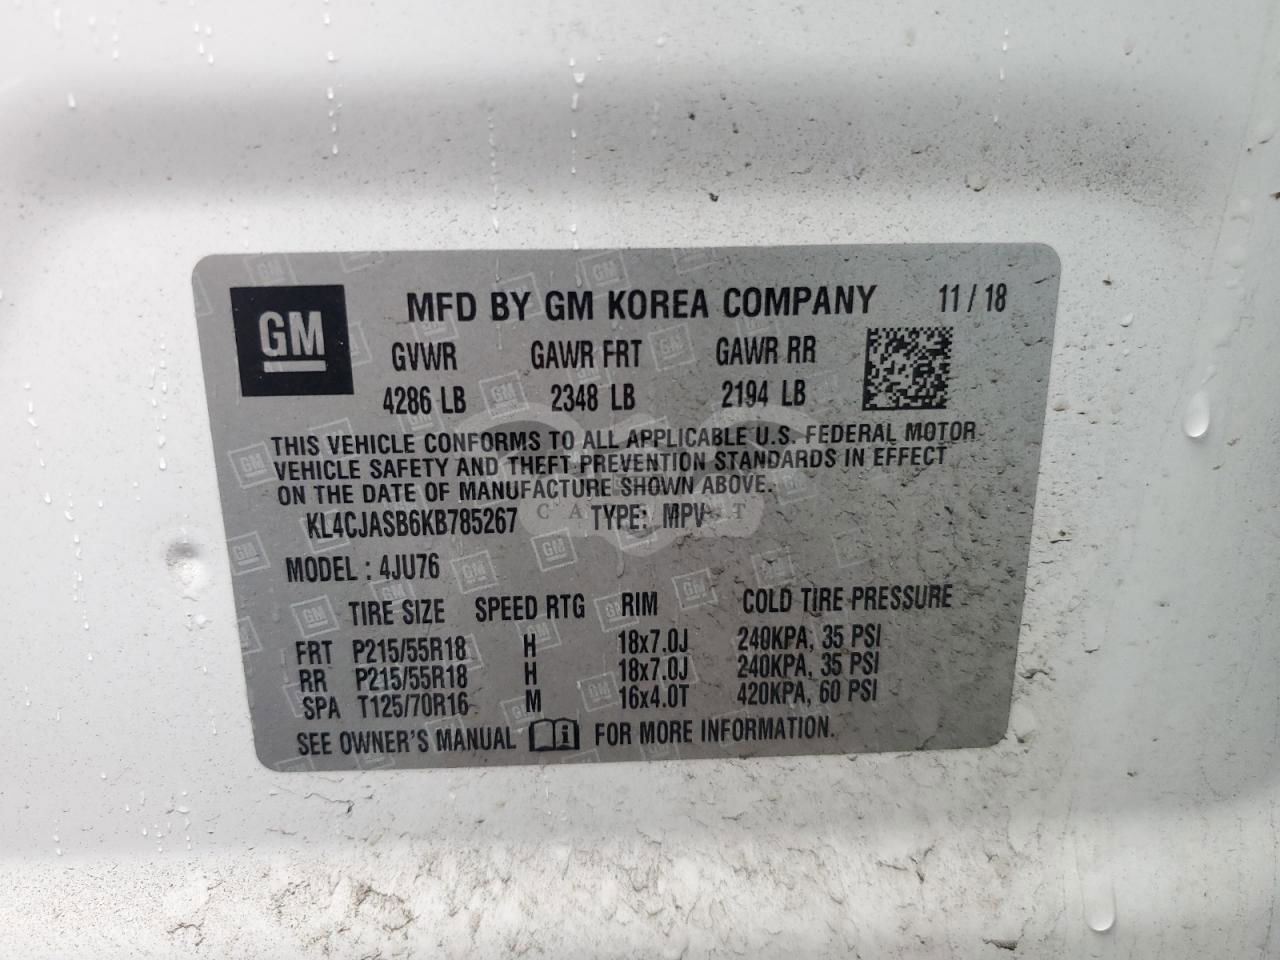 GM
MFD BY GM KOREA COMPANY 11 / 18
GVWR GAWR FRT GAWR RR
4286 LB 2348 LB 2194 LB
THIS VEHICLE CONFORMS TO ALL APPLICABLE U.S. FEDERAL MOTOR
VEHICLE SAFETY AND THEFT PREVENTION STANDARDS IN EFFECT
ON THE DATE OF MANUFACTURE SHOWN ABOVE.
KL4CJASB6KB785267 TYPE: MPV
MODEL : 4JU76
TIRE SIZE SPEED RTG RIM COLD TIRE PRESSURE
FRT P215/55R18 H 18x7.0J 240KPA, 35 PSI
RR P215/55R18 H 18x7.0J 240KPA, 35 PSI
SPA T125/70R16 M 16x4.0T 420KPA, 60 PSI
SEE OWNER'S MANUAL i FOR MORE INFORMATION.